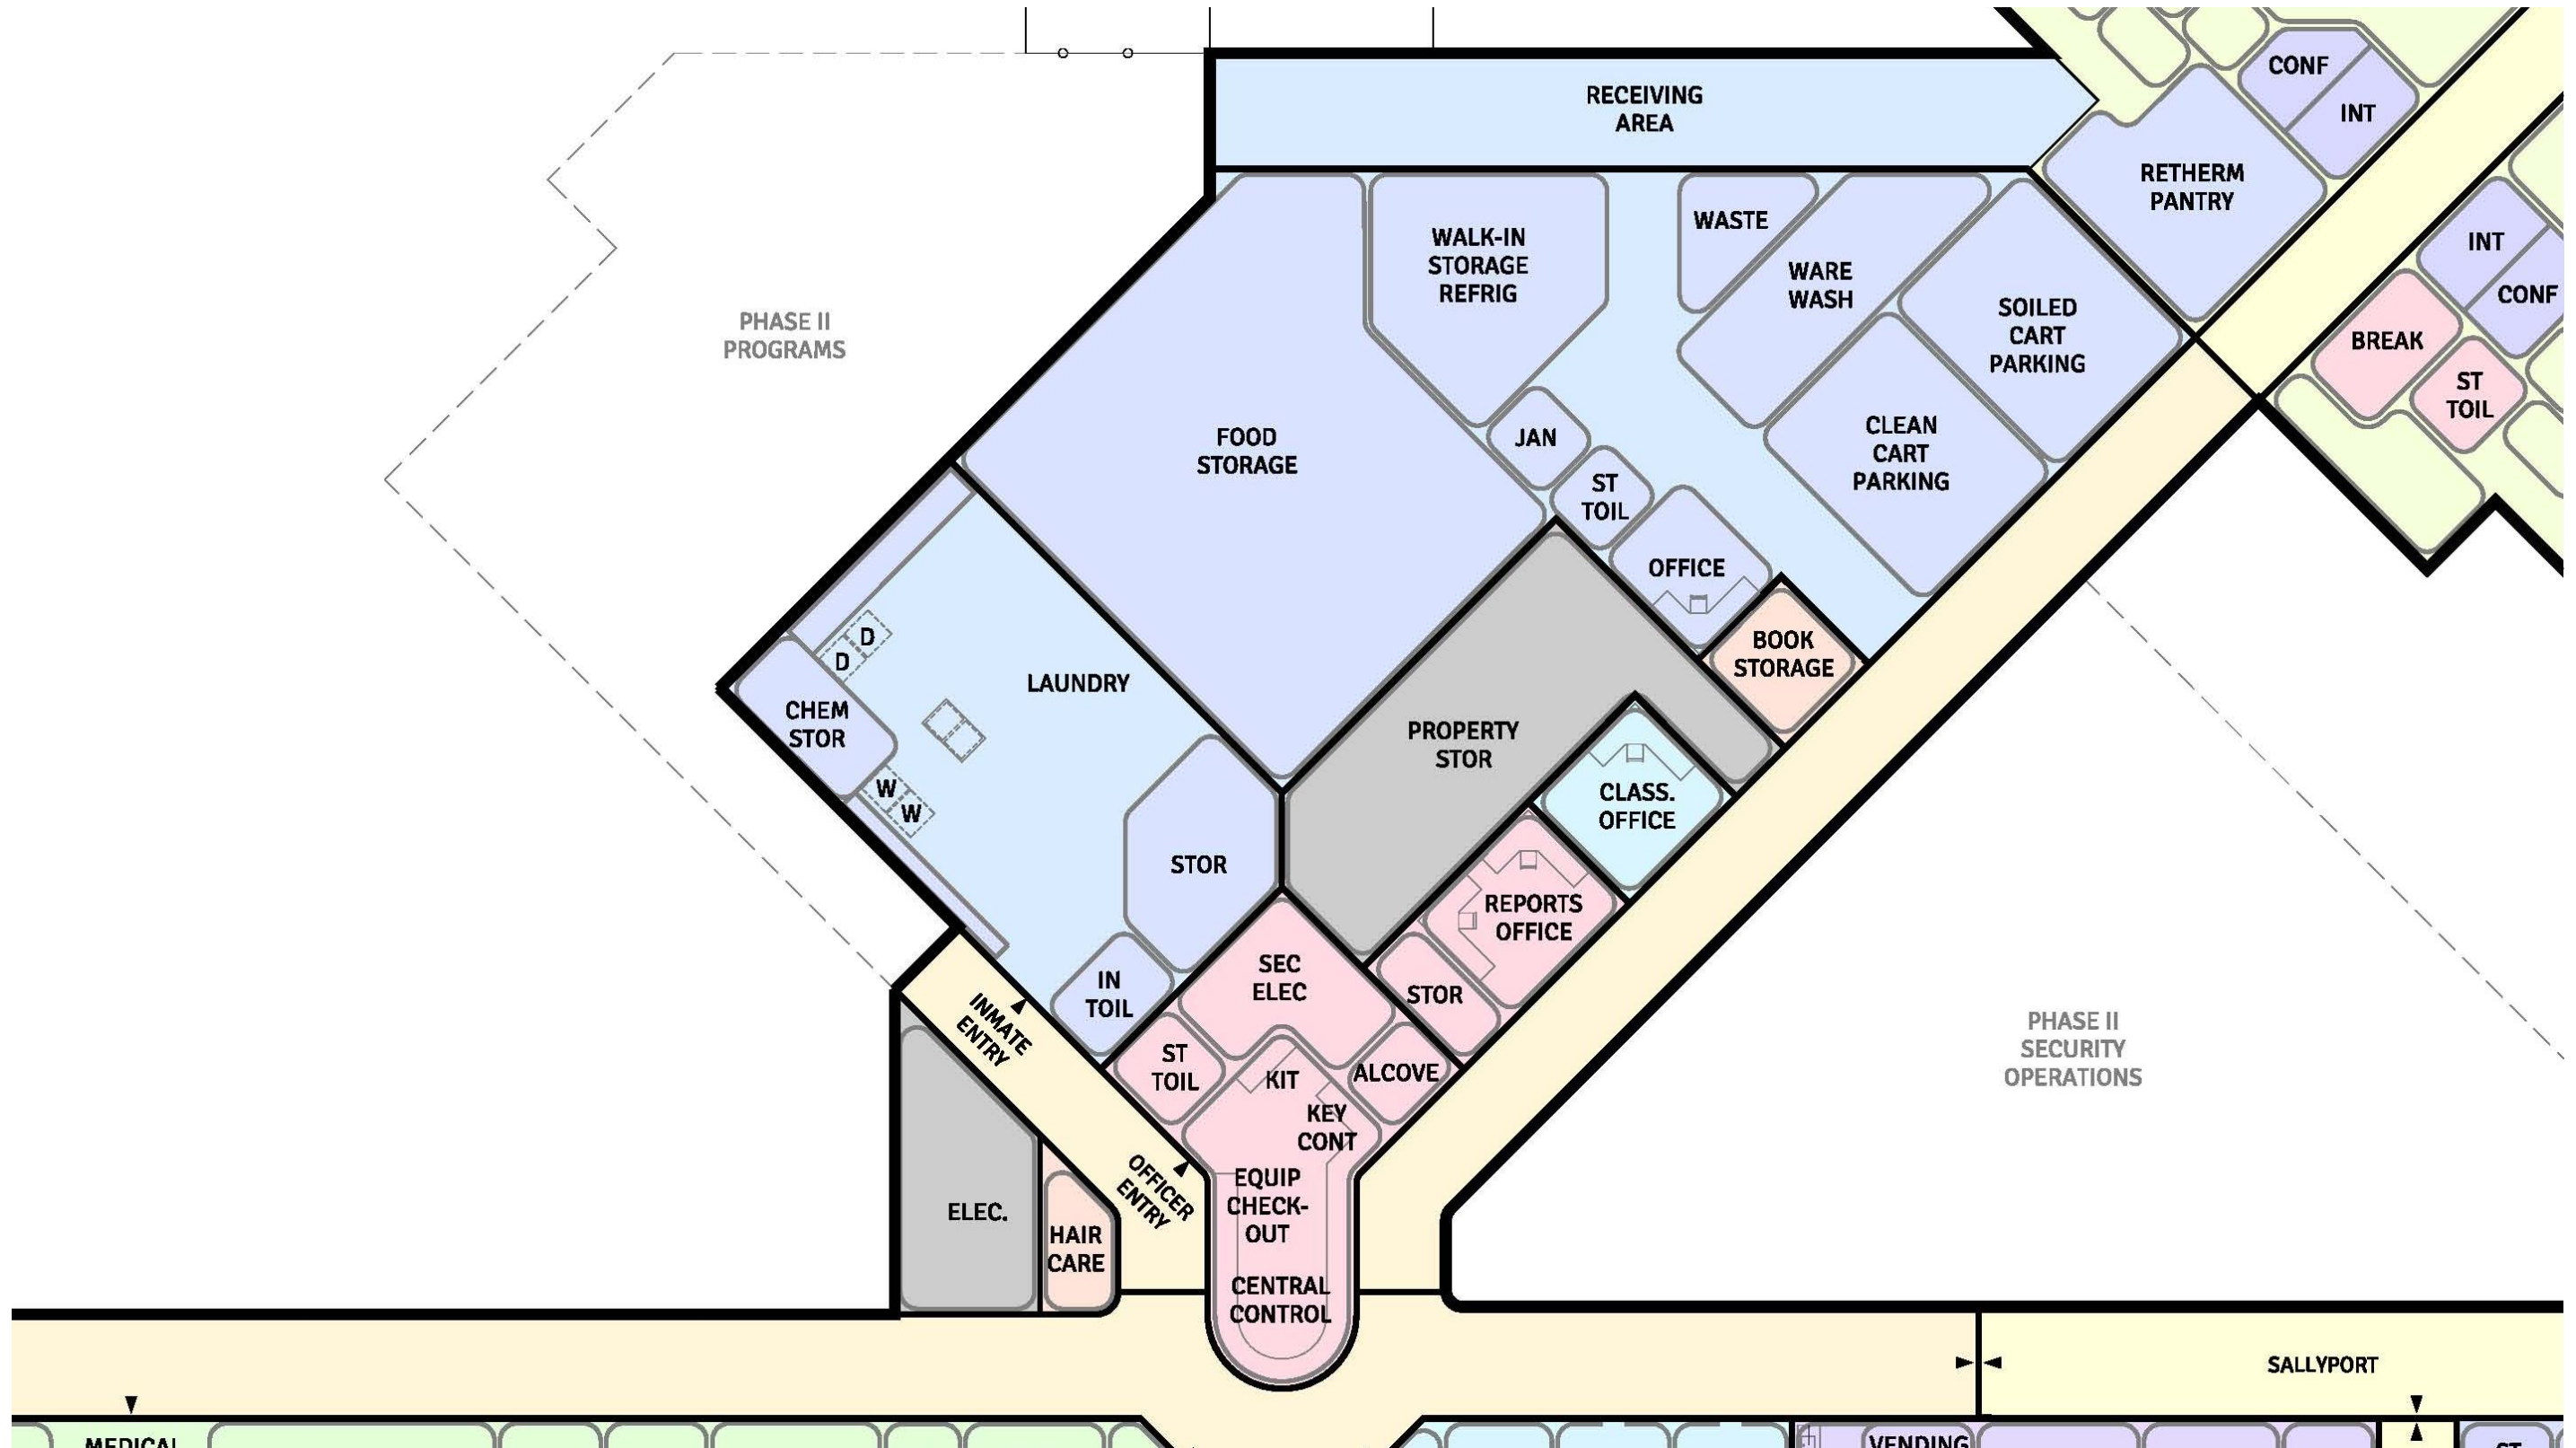 CONF
INT
RECEIVING
AREA
RETHERM
PANTRY
WASTE
WALK-IN
STORAGE
REFRIG
WARE
WASH
INT
CONF
SOILED
CART
PARKING
PHASE II
PROGRAMS
BREAK
ST
TOIL
FOOD
STORAGE
JAN
CLEAN
CART
PARKING
ST
TOIL
OFFICE
D
D
BOOK
STORAGE
LAUNDRY
CHEM
STOR
PROPERTY
STOR
W
W
CLASS.
OFFICE
STOR
REPORTS
OFFICE
SEC
ELEC
IN
TOIL
STOR
INMATE
ENTRY
PHASE II
SECURITY
OPERATIONS
ST
TOIL
KIT
ALCOVE
KEY
CONT
OFFICER
ENTRY
EQUIP
CHECK-
OUT
ELEC.
HAIR
CARE
CENTRAL
CONTROL
SALLYPORT
MEDICAL
VENDING
ST